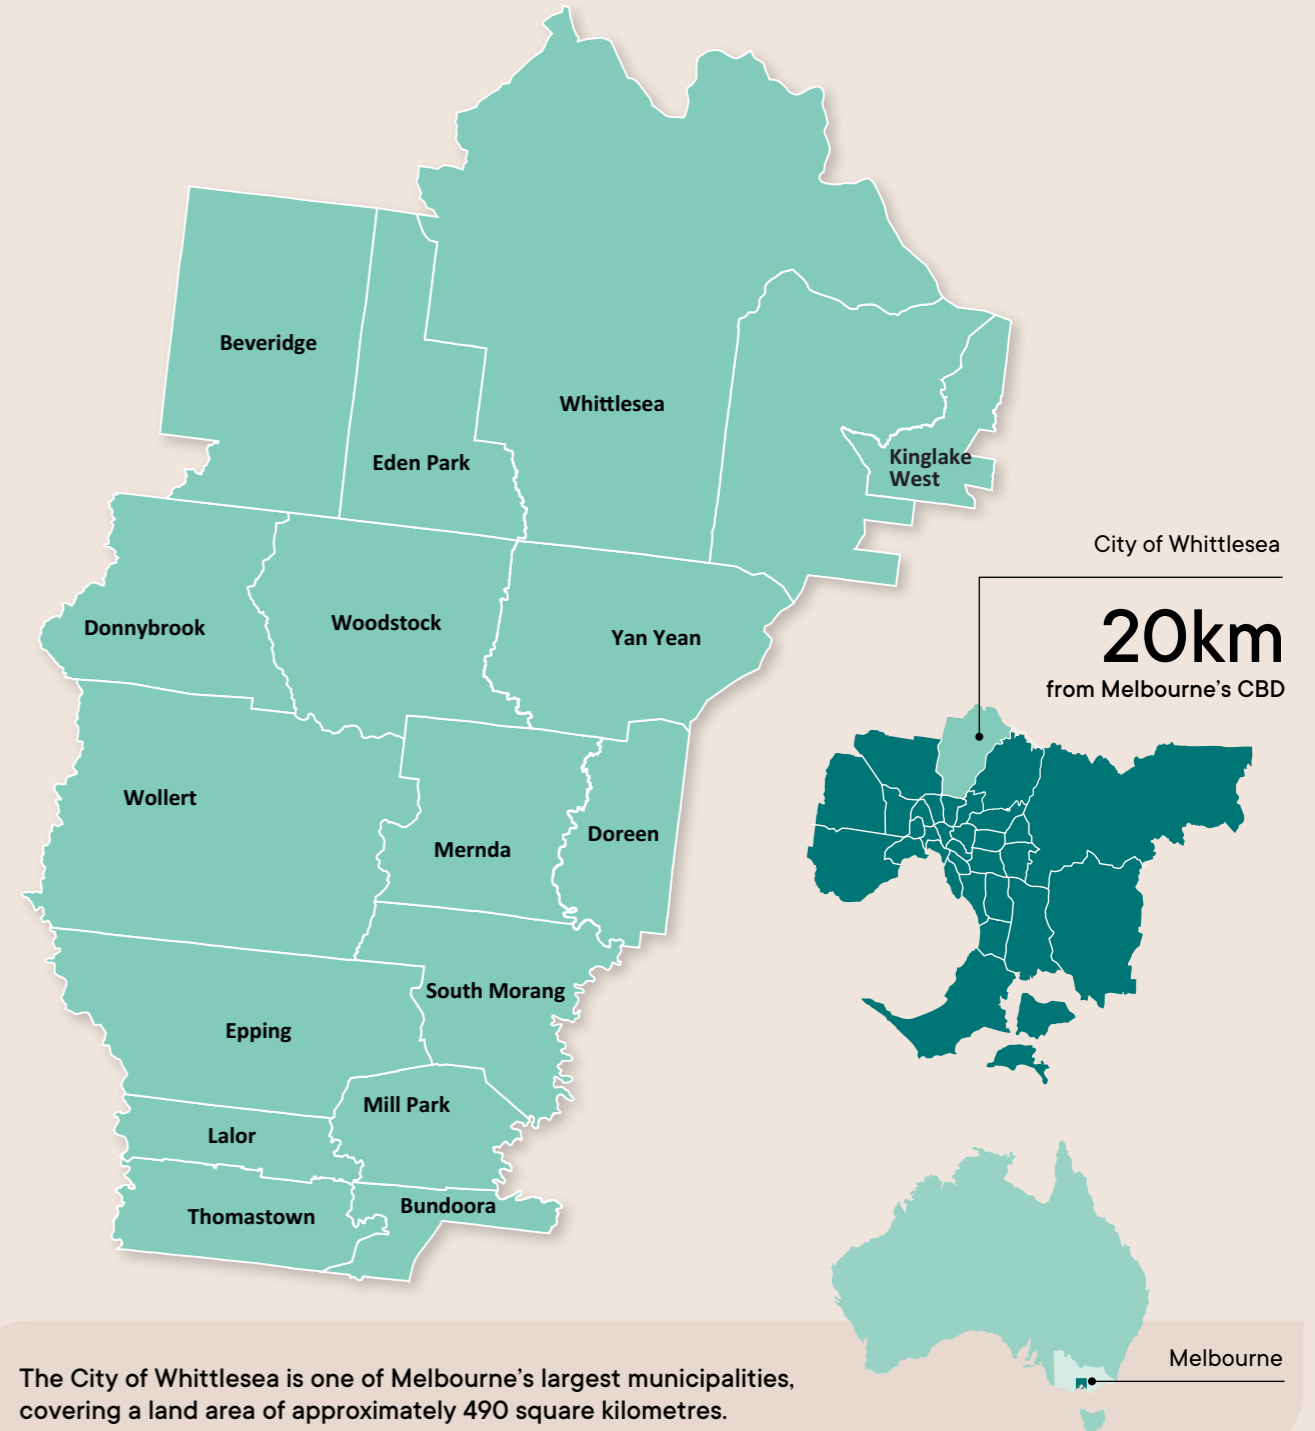 Beveridge
Whittlesea
Eden Park
Kinglake
West
City of Whittlesea
20km
from Melbourne's CBD
Donnybrook
Woodstock
Yan Yean
Wollert
Mernda
Doreen
South Morang
Epping
Mill Park
Lalor
Bundoora
Thomastown
Melbourne
The City of Whittlesea is one of Melbourne's largest municipalities,
covering a land area of approximately 490 square kilometres.